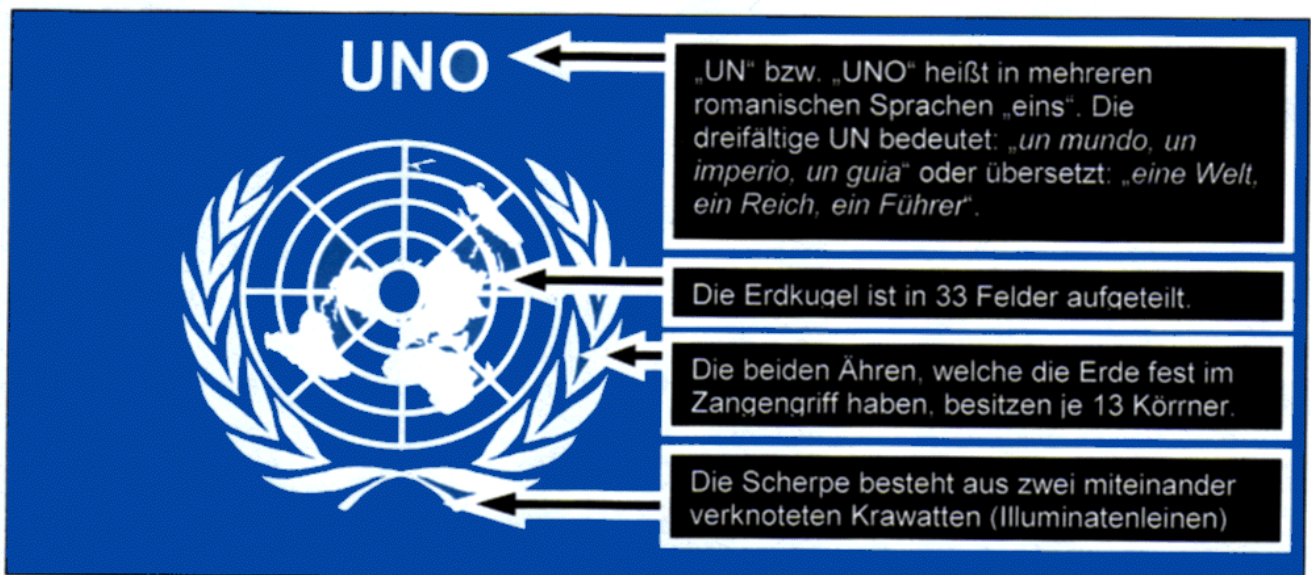 UNO
„UN“ bzw. „UNO“ heißt in mehreren
romanischen Sprachen „eins“. Die
dreifältige UN bedeutet: „un mundo, un
imperio, un guia“ oder übersetzt: „eine Welt,
ein Reich, ein Führer“.
Die Erdkugel ist in 33 Felder aufgeteilt.
Die beiden Ähren, welche die Erde fest im
Zangengriff haben, besitzen je 13 Körrner.
Die Scherpe besteht aus zwei miteinander
verknoteten Krawatten (Illuminatenleinen)